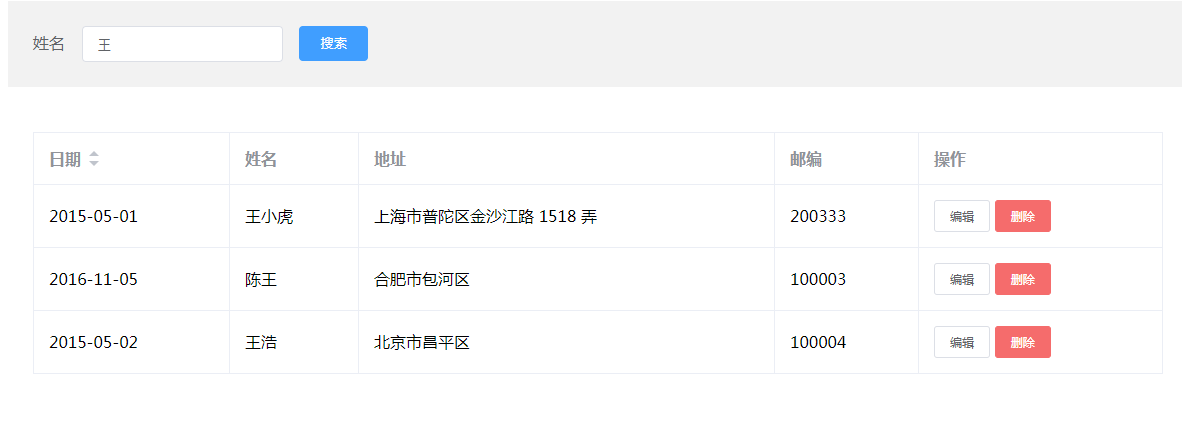 姓名 王 搜索
日期 姓名 地址 邮编 操作
2015-05-01 王小虎 上海市普陀区金沙江路 1518 弄 200333 编辑 删除
2016-11-05 陈王 合肥市包河区 100003 编辑 删除
2015-05-02 王浩 北京市昌平区 100004 编辑 删除